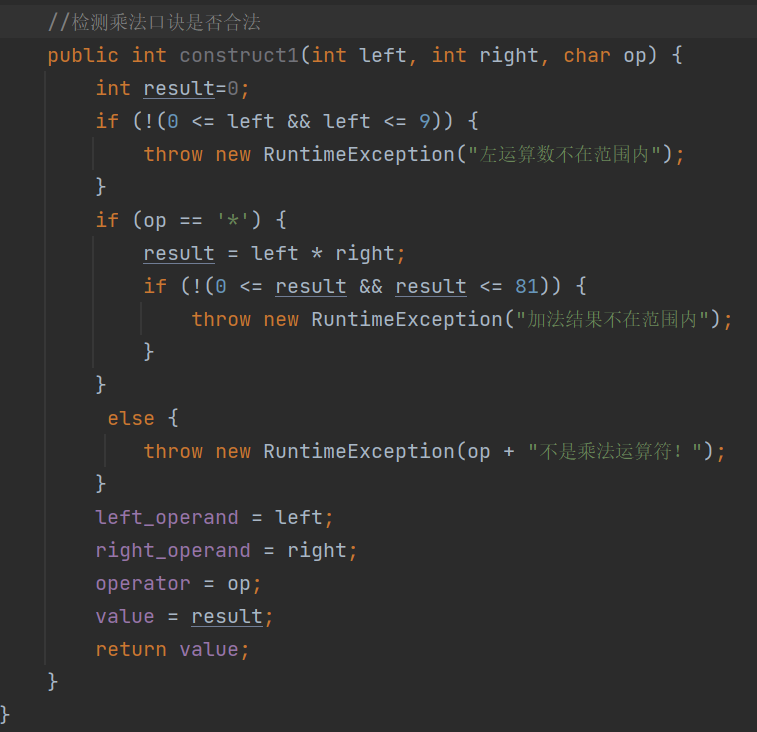 //检测乘法口诀是否合法
public int construct1(int left, int right, char op) {
int result=0;
if (!(0 <= left && left <= 9)) {
throw new RuntimeException("左运算数不在范围内");
}
if (op == '*') {
result = left * right;
if (!(0 <= result && result <= 81)) {
throw new RuntimeException("加法结果不在范围内");
}
}
else {
throw new RuntimeException(op + "不是乘法运算符！");
}
left_operand = left;
right_operand = right;
operator = op;
value = result;
return value;
}
}